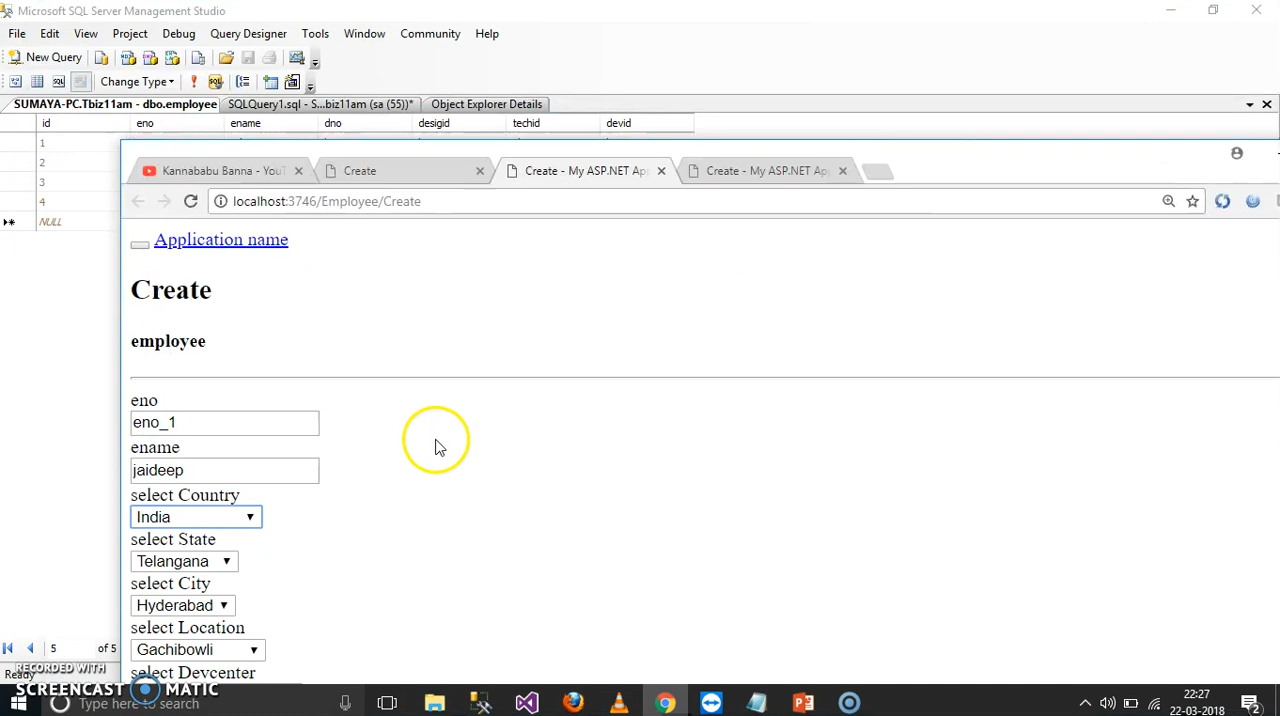 Microsoft SQL Server Management Studio
File Edit View Project Debug Query Designer Tools Window Community Help
New Query
Change Type
SUMAYA-PC.Tbiz11am - dbo.employee SQLQuery1.sql - S...biz11am (sa (55))* Object Explorer Details
id eno ename dno desigid techid devid
1
2
3
4
NULL
Kannababu Banna - YouT Create Create - My ASP.NET App Create - My ASP.NET App
localhost:3746/Employee/Create
Application name
Create
employee
eno
eno_1
ename
jaideep
select Country
India
select State
Telangana
select City
Hyderabad
select Location
Gachibowli
select Devcenter
5 of 5
Ready
RECORDED WITH
SCREENCAST MATIC
Type here to search
22:27
22-03-2018
2